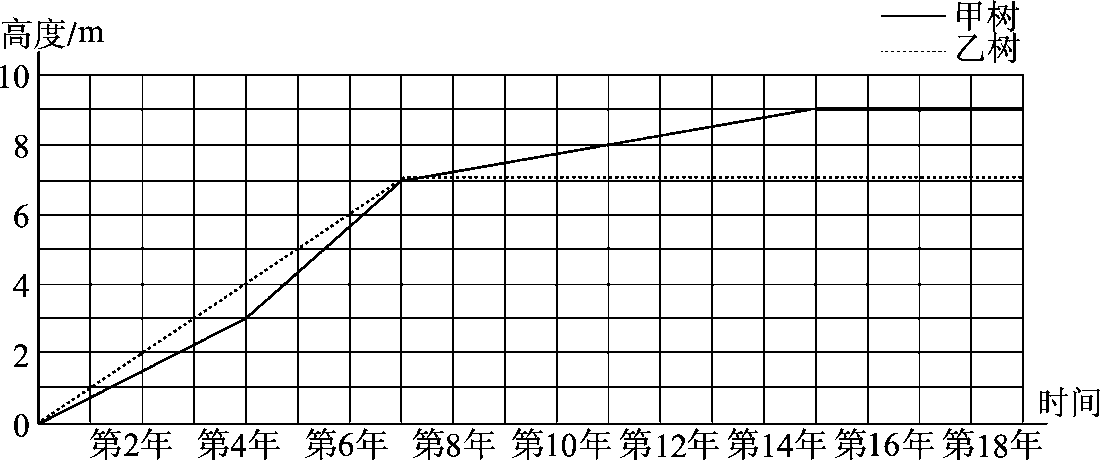 甲树
高度/m
乙树
10
8
6
4
2
0
时间
第2年 第4年 第6年 第8年 第10年 第12年 第14年 第16年 第18年